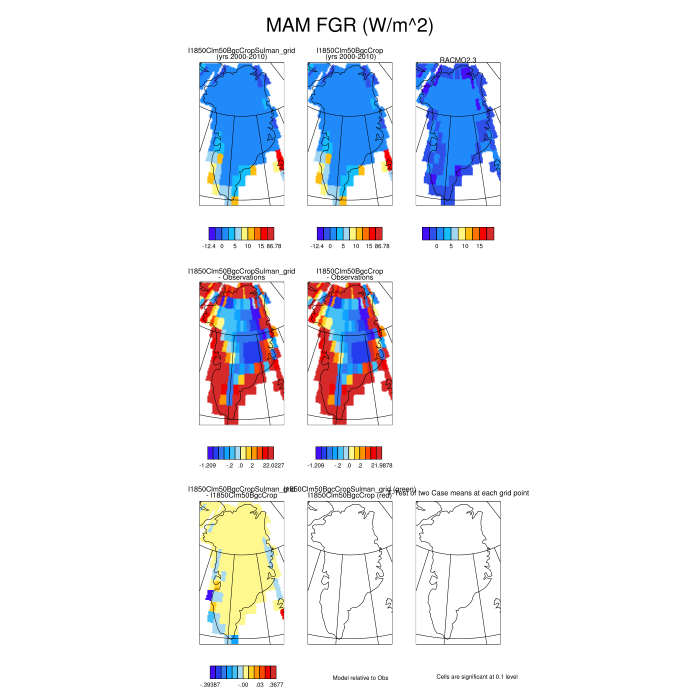 MAM FGR (W/m^2)
I1850Clm50BgcCropSulman_grid
(yrs 2000-2010)
I1850Clm50BgcCrop
(yrs 2000-2010)
RACMO2.3
-12.4 0 5 10 15 86.78
-12.4 0 5 10 15 86.78
0 5 10 15
I1850Clm50BgcCropSulman_grid
- Observations
I1850Clm50BgcCrop
- Observations
-1.209 -.2 .0 .2 22.0227
-1.209 -.2 .0 .2 21.9878
I1850Clm50BgcCropSulman_grid
- I1850Clm50BgcCrop
I1850Clm50BgcCropSulman_grid (green)
I1850Clm50BgcCrop (red)
T-Test of two Case means at each grid point
-.39387 -.00 .03 .3677
Model relative to Obs
Cells are significant at 0.1 level